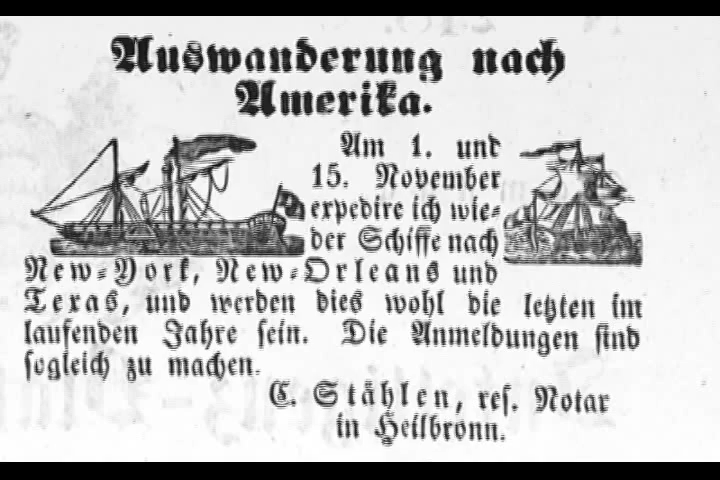 Auswanderung nach
Amerika.
Am 1. und
15. November
expedire ich wie=
der Schiffe nach
New=York, New=Orleans und
Texas, und werden dies wohl die letzten im
laufenden Jahre sein. Die Anmeldungen sind
sogleich zu machen.
C. Stählen, res. Notar
in Heilbronn.